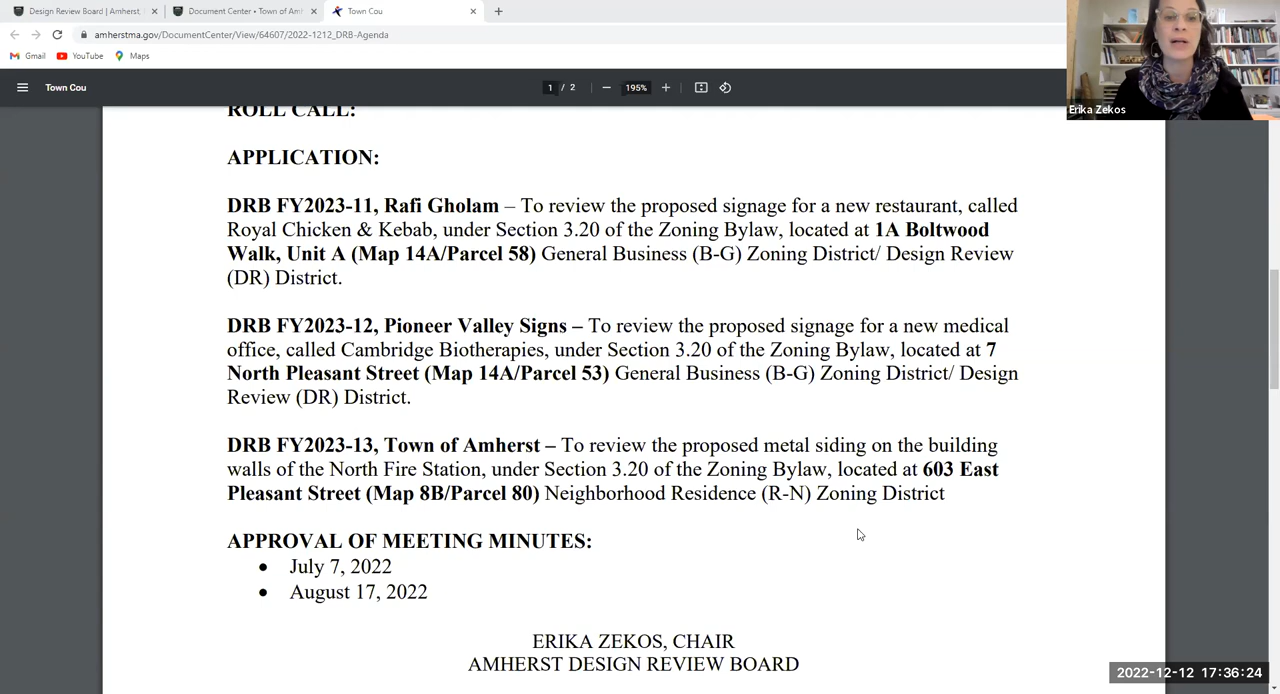 Design Review Board | Amherst,
Document Center • Town of Am
Town Cou
amherstma.gov/DocumentCenter/View/64607/2022-1212_DRB-Agenda
Gmail
YouTube
Maps
Town Cou
1 / 2
195%
Erika Zekos
ROLL CALL:
APPLICATION:
DRB FY2023-11, Rafi Gholam – To review the proposed signage for a new restaurant, called
Royal Chicken & Kebab, under Section 3.20 of the Zoning Bylaw, located at 1A Boltwood
Walk, Unit A (Map 14A/Parcel 58) General Business (B-G) Zoning District/ Design Review
(DR) District.
DRB FY2023-12, Pioneer Valley Signs – To review the proposed signage for a new medical
office, called Cambridge Biotherapies, under Section 3.20 of the Zoning Bylaw, located at 7
North Pleasant Street (Map 14A/Parcel 53) General Business (B-G) Zoning District/ Design
Review (DR) District.
DRB FY2023-13, Town of Amherst – To review the proposed metal siding on the building
walls of the North Fire Station, under Section 3.20 of the Zoning Bylaw, located at 603 East
Pleasant Street (Map 8B/Parcel 80) Neighborhood Residence (R-N) Zoning District
APPROVAL OF MEETING MINUTES:
• July 7, 2022
• August 17, 2022
ERIKA ZEKOS, CHAIR
AMHERST DESIGN REVIEW BOARD
2022-12-12 17:36:24